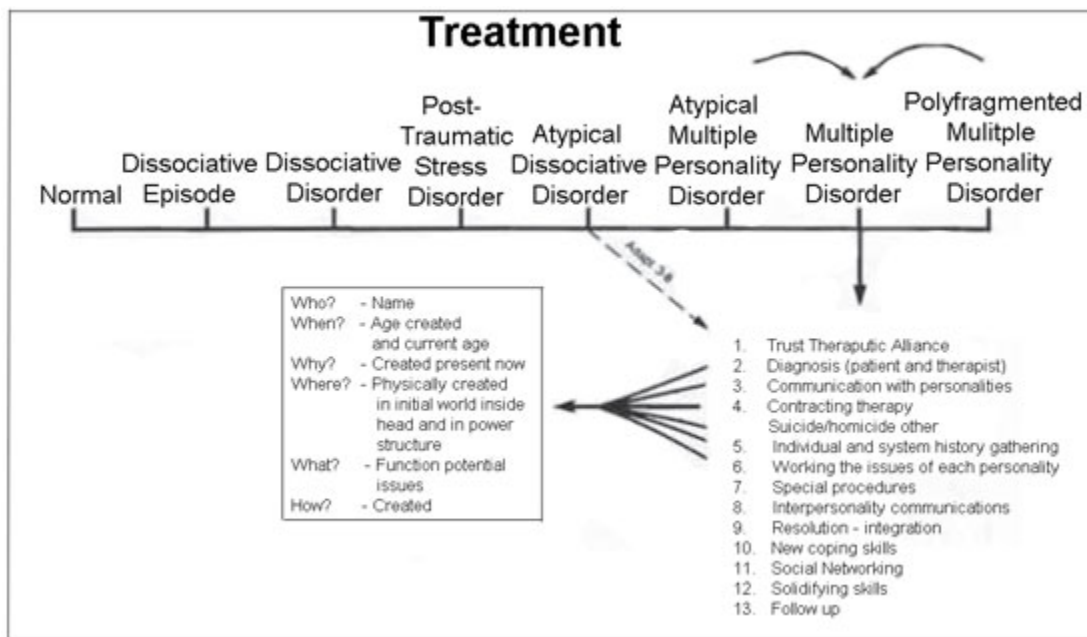 Treatment
Normal
Dissociative
Episode
Dissociative
Disorder
Post-
Traumatic
Stress
Disorder
Atypical
Dissociative
Disorder
Atypical
Multiple
Personality
Disorder
Multiple
Personality
Disorder
Polyfragmented
Mulitple
Personality
Disorder
Adapt 3-8
Who? - Name
When? - Age created
and current age
Why? - Created present now
Where? - Physically created
in initial world inside
head and in power
structure
What? - Function potential
issues
How? - Created
1. Trust Theraputic Alliance
2. Diagnosis (patient and therapist)
3. Communication with personalities
4. Contracting therapy
Suicide/homicide other
5. Individual and system history gathering
6. Working the issues of each personality
7. Special procedures
8. Interpersonality communications
9. Resolution - integration
10. New coping skills
11. Social Networking
12. Solidifying skills
13. Follow up